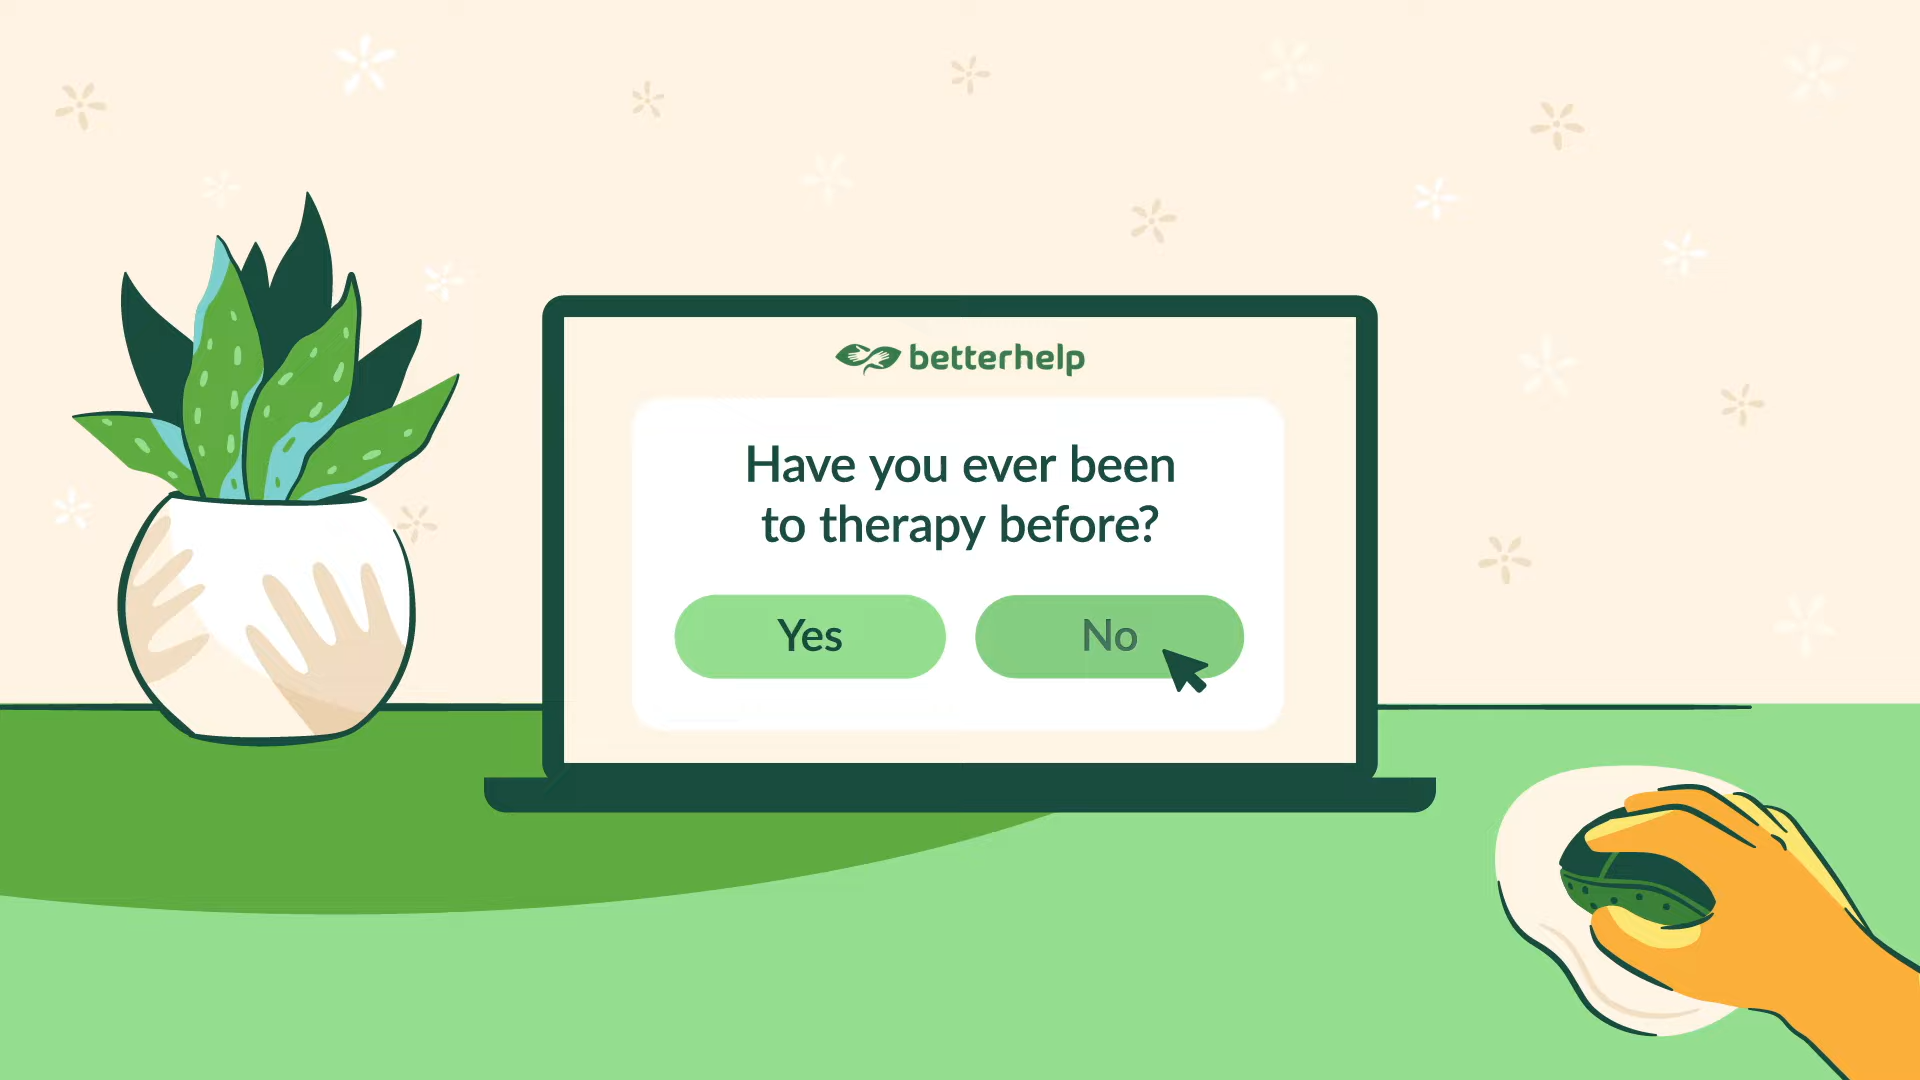 betterhelp
Have you ever been
to therapy before?
Yes
No